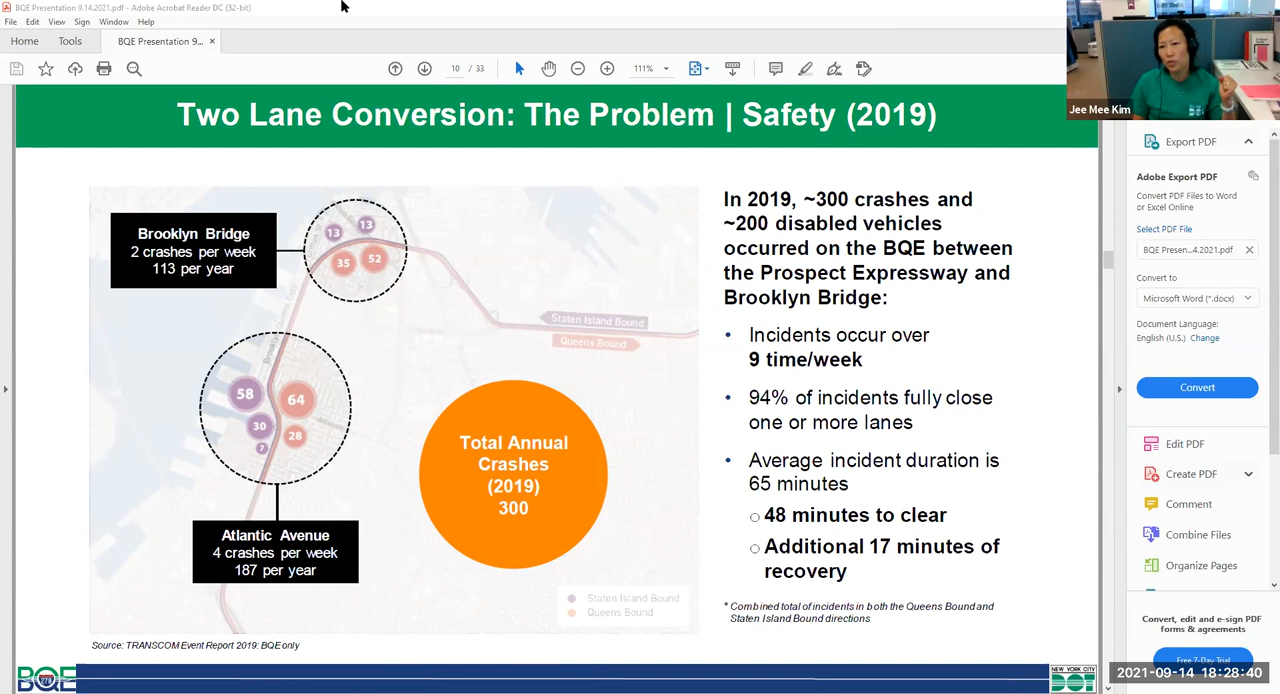 BQE Presentation 9.14.2021.pdf - Adobe Acrobat Reader DC (32-bit)
File Edit View Sign Window Help
Home Tools BQE Presentation 9... ×
10 / 33 111%
Jee Mee Kim
Two Lane Conversion: The Problem | Safety (2019)
Brooklyn Bridge
2 crashes per week
113 per year
13 13
35 52
Staten Island Bound
Queens Bound
58 64
30 28
7
Atlantic Avenue
4 crashes per week
187 per year
Total Annual
Crashes
(2019)
300
Staten Island Bound
Queens Bound
Source: TRANSCOM Event Report 2019: BQE only
In 2019, ~300 crashes and
~200 disabled vehicles
occurred on the BQE between
the Prospect Expressway and
Brooklyn Bridge:
• Incidents occur over
9 time/week
• 94% of incidents fully close
one or more lanes
• Average incident duration is
65 minutes
○ 48 minutes to clear
○ Additional 17 minutes of
recovery
* Combined total of incidents in both the Queens Bound and
Staten Island Bound directions
BQE
278
NEW YORK CITY
DOT
Export PDF
Adobe Export PDF
Convert PDF Files to Word
or Excel Online
Select PDF File
BQE Presen...4.2021.pdf
Convert to
Microsoft Word (*.docx)
Document Language:
English (U.S.) Change
Convert
Edit PDF
Create PDF
Comment
Combine Files
Organize Pages
Convert, edit and e-sign PDF
forms & agreements
Free 7-Day Trial
2021-09-14 18:28:40